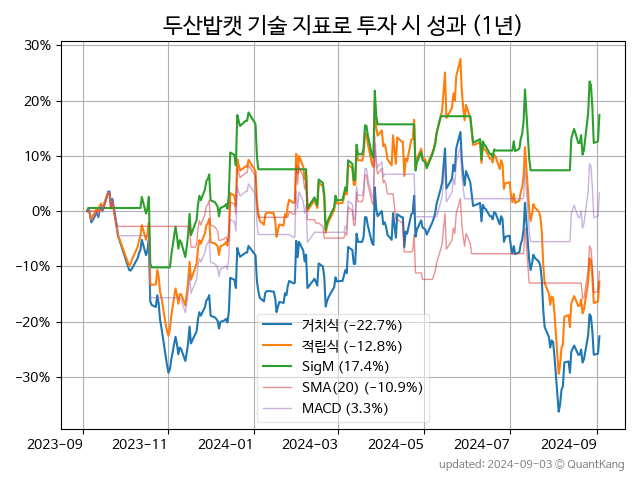 두산밥캣 기술 지표로 투자 시 성과 (1년)
30%
20%
10%
0%
−10%
−20%
−30%
거치식 (−22.7%)
적립식 (−12.8%)
SigM (17.4%)
SMA(20) (−10.9%)
MACD (3.3%)
2023-09
2023-11
2024-01
2024-03
2024-05
2024-07
2024-09
updated: 2024-09-03 © QuantKang